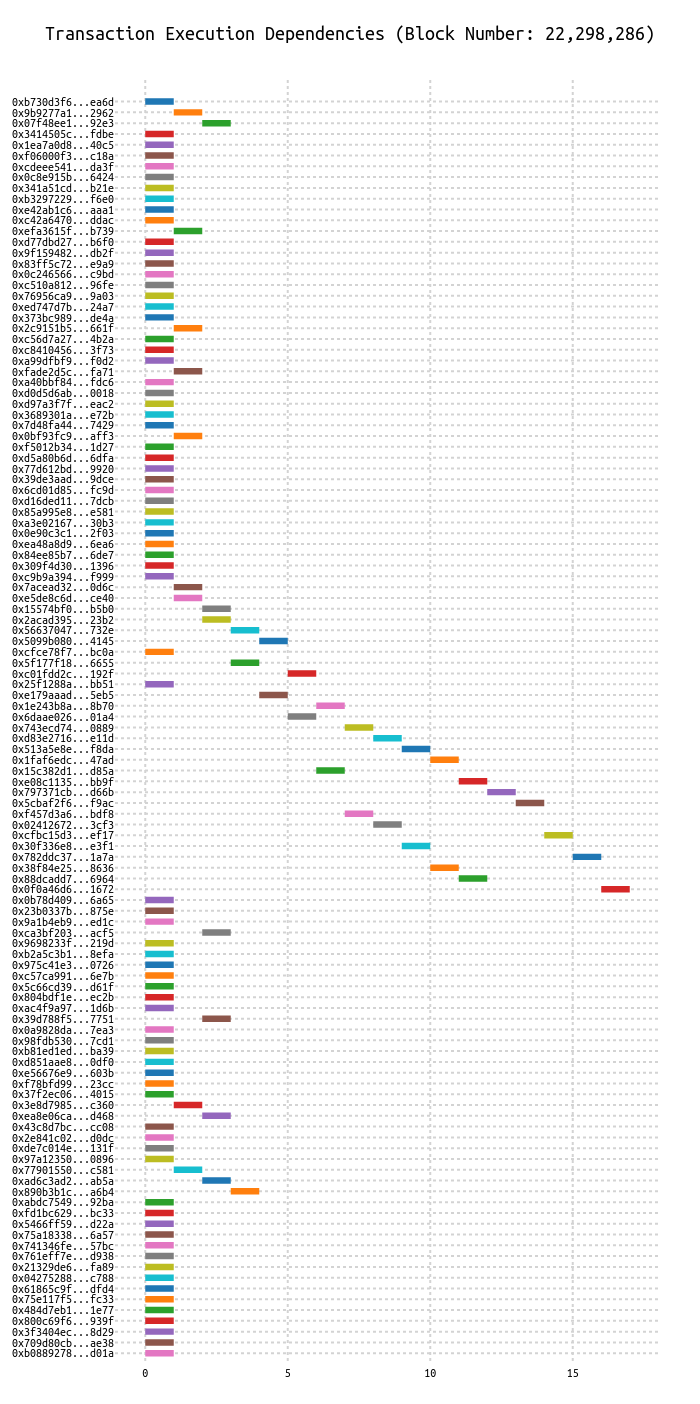 Transaction Execution Dependencies (Block Number: 22,298,286)
0xb730d3f6...ea6d
0x9b9277a1...2962
0x07f48ee1...92e3
0x3414505c...fdbe
0x1ea7a0d8...40c5
0xf06000f3...c18a
0xcdeee541...da3f
0x0c8e915b...6424
0x341a51cd...b21e
0xb3297229...f6e0
0xe42ab1c6...aaa1
0xc42a6470...ddac
0xefa3615f...b739
0xd77dbd27...b6f0
0x9f159482...db2f
0x83ff5c72...e9a9
0x0c246566...c9bd
0xc510a812...96fe
0x76956ca9...9a03
0xed747d7b...24a7
0x373bc989...de4a
0x2c9151b5...661f
0xc56d7a27...4b2a
0xc8410456...3f73
0xa99dfbf9...f0d2
0xfade2d5c...fa71
0xa40bbf84...fdc6
0xd0d5d6ab...0018
0xd97a3f7f...eac2
0x3689301a...e72b
0x7d48fa44...7429
0x0bf93fc9...aff3
0xf5012b34...1d27
0xd5a80b6d...6dfa
0x77d612bd...9920
0x39de3aad...9dce
0x6cd01d85...fc9d
0xd16ded11...7dcb
0x85a995e8...e581
0xa3e02167...30b3
0x0e90c3c1...2f03
0xea48a8d9...6ea6
0x84ee85b7...6de7
0x309f4d30...1396
0xc9b9a394...f999
0x7acead32...0d6c
0xe5de8c6d...ce40
0x15574bf0...b5b0
0x2acad395...23b2
0x56637047...732e
0x5099b080...4145
0xcfce78f7...bc0a
0x5f177f18...6655
0xc01fdd2c...192f
0x25f1288a...bb51
0xe179aaad...5eb5
0x1e243b8a...8b70
0x6daae026...01a4
0x743ecd74...0889
0xd83e2716...e11d
0x513a5e8e...f8da
0x1faf6edc...47ad
0x15c382d1...d85a
0xe08c1135...bb9f
0x797371cb...d66b
0x5cbaf2f6...f9ac
0xf457d3a6...bdf8
0x02412672...3cf3
0xcfbc15d3...ef17
0x30f336e8...e3f1
0x782ddc37...1a7a
0x38f84e25...8636
0x88dcadd7...6964
0x0f0a46d6...1672
0x0b78d409...6a65
0x23b0337b...875e
0x9a1b4eb9...ed1c
0xca3bf203...acf5
0x9698233f...219d
0xb2a5c3b1...8efa
0x975c41e3...0726
0xc57ca991...6e7b
0x5c66cd39...d61f
0x804bdf1e...ec2b
0xac4f9a97...1d6b
0x39d788f5...7751
0x0a9828da...7ea3
0x98fdb530...7cd1
0xb81ed1ed...ba39
0xd851aae8...0df0
0xe56676e9...603b
0xf78bfd99...23cc
0x37f2ec06...4015
0x3e8d7985...c360
0xea8e06ca...d468
0x43c8d7bc...cc08
0x2e841c02...d0dc
0xde7c014e...131f
0x97a12350...0896
0x77901550...c581
0xad6c3ad2...ab5a
0x890b3b1c...a6b4
0xabdc7549...92ba
0xfd1bc629...bc33
0x5466ff59...d22a
0x75a18338...6a57
0x741346fe...57bc
0x761eff7e...d938
0x21329de6...fa89
0x04275288...c788
0x61865c9f...dfd4
0x75e117f5...fc33
0x484d7eb1...1e77
0x800c69f6...939f
0x3f3404ec...8d29
0x709d80cb...ae38
0xb0889278...d01a
0 5 10 15